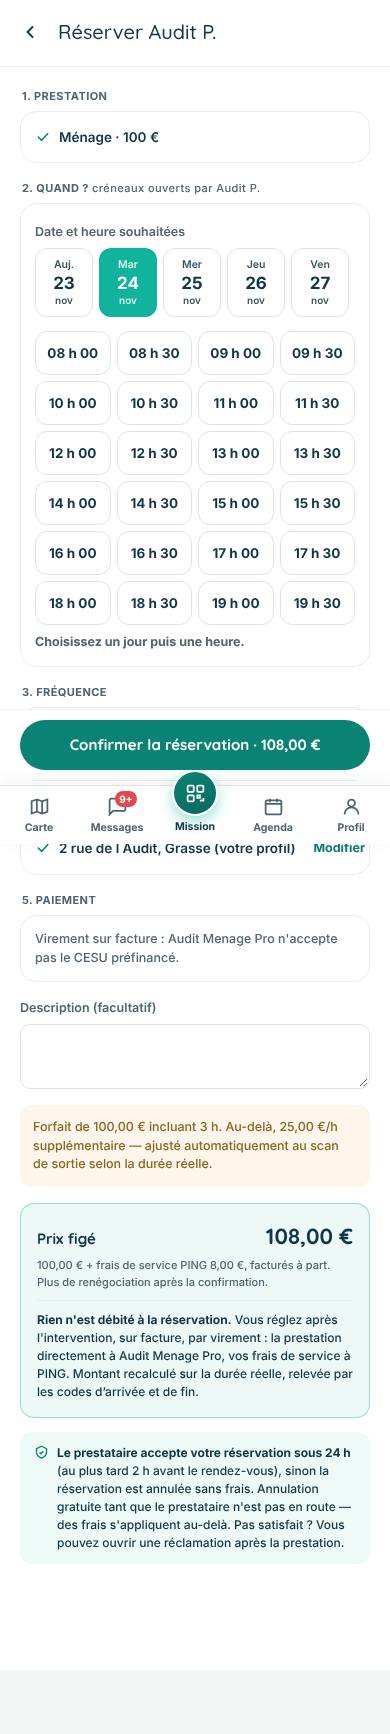 Réserver Audit P.
1. PRESTATION
Ménage · 100 €
2. QUAND ? créneaux ouverts par Audit P.
Date et heure souhaitées
Auj. Mar Mer Jeu Ven
23 24 25 26 27
nov nov nov nov nov
08 h 00 08 h 30 09 h 00 09 h 30
10 h 00 10 h 30 11 h 00 11 h 30
12 h 00 12 h 30 13 h 00 13 h 30
14 h 00 14 h 30 15 h 00 15 h 30
16 h 00 16 h 30 17 h 00 17 h 30
18 h 00 18 h 30 19 h 00 19 h 30
Choisissez un jour puis une heure.
3. FRÉQUENCE
Confirmer la réservation · 108,00 €
9+
Carte Messages Mission Agenda Profil
2 rue de l'Audit, Grasse (votre profil) Modifier
5. PAIEMENT
Virement sur facture : Audit Menage Pro n'accepte
pas le CESU préfinancé.
Description (facultatif)
Forfait de 100,00 € incluant 3 h. Au-delà, 25,00 €/h
supplémentaire — ajusté automatiquement au scan
de sortie selon la durée réelle.
Prix figé 108,00 €
100,00 € + frais de service PING 8,00 €, facturés à part.
Plus de renégociation après la confirmation.
Rien n'est débité à la réservation. Vous réglez après
l'intervention, sur facture, par virement : la prestation
directement à Audit Menage Pro, vos frais de service à
PING. Montant recalculé sur la durée réelle, relevée par
les codes d'arrivée et de fin.
Le prestataire accepte votre réservation sous 24 h
(au plus tard 2 h avant le rendez-vous), sinon la
réservation est annulée sans frais. Annulation
gratuite tant que le prestataire n'est pas en route —
des frais s'appliquent au-delà. Pas satisfait ? Vous
pouvez ouvrir une réclamation après la prestation.